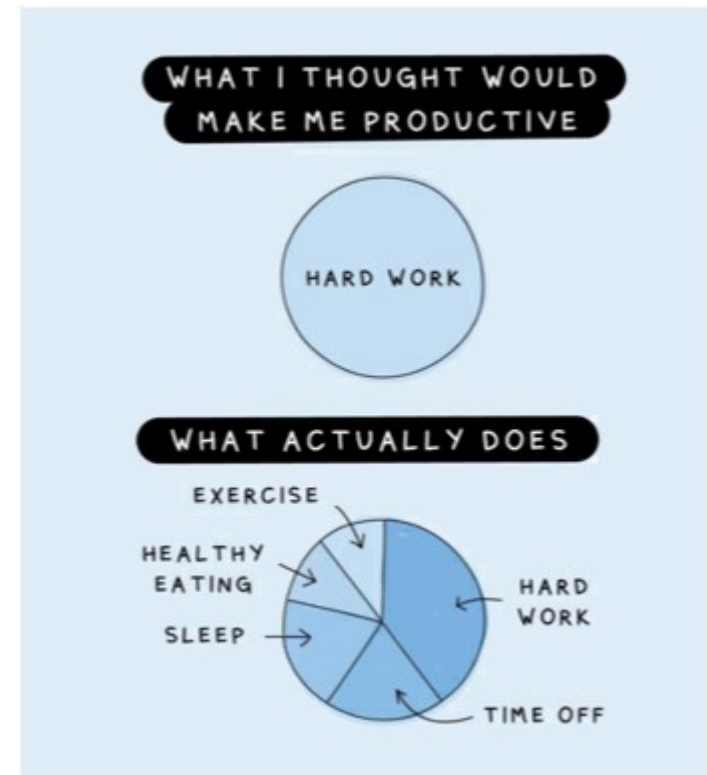 WHAT I THOUGHT WOULD
MAKE ME PRODUCTIVE
HARD WORK
WHAT ACTUALLY DOES
EXERCISE
HEALTHY
EATING
SLEEP
HARD
WORK
TIME OFF